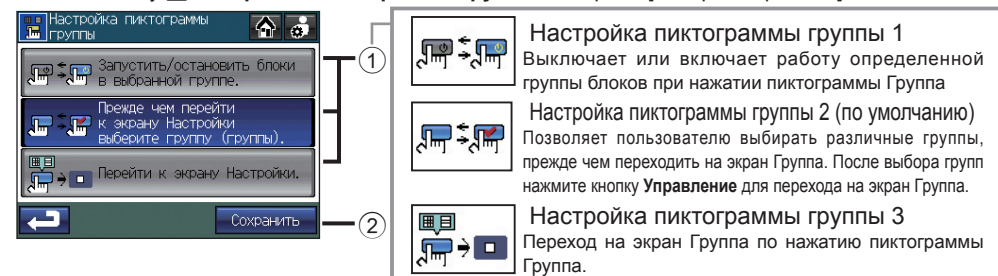 Настройка пиктограммы
группы
Запустить/остановить блоки
в выбранной группе.
Прежде чем перейти
к экрану Настройки
выберите группу (группы).
Перейти к экрану Настройки.
Сохранить
1
2
Настройка пиктограммы группы 1
Выключает или включает работу определенной
группы блоков при нажатии пиктограммы Группа
Настройка пиктограммы группы 2 (по умолчанию)
Позволяет пользователю выбирать различные группы,
прежде чем переходить на экран Группа. После выбора групп
нажмите кнопку Управление для перехода на экран Группа.
Настройка пиктограммы группы 3
Переход на экран Группа по нажатию пиктограммы
Группа.